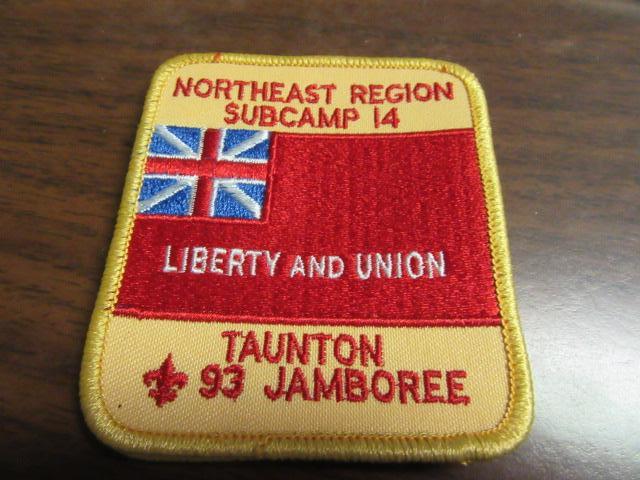 NORTHEAST REGION
SUBCAMP 14
LIBERTY AND UNION
TAUNTON
93 JAMBOREE